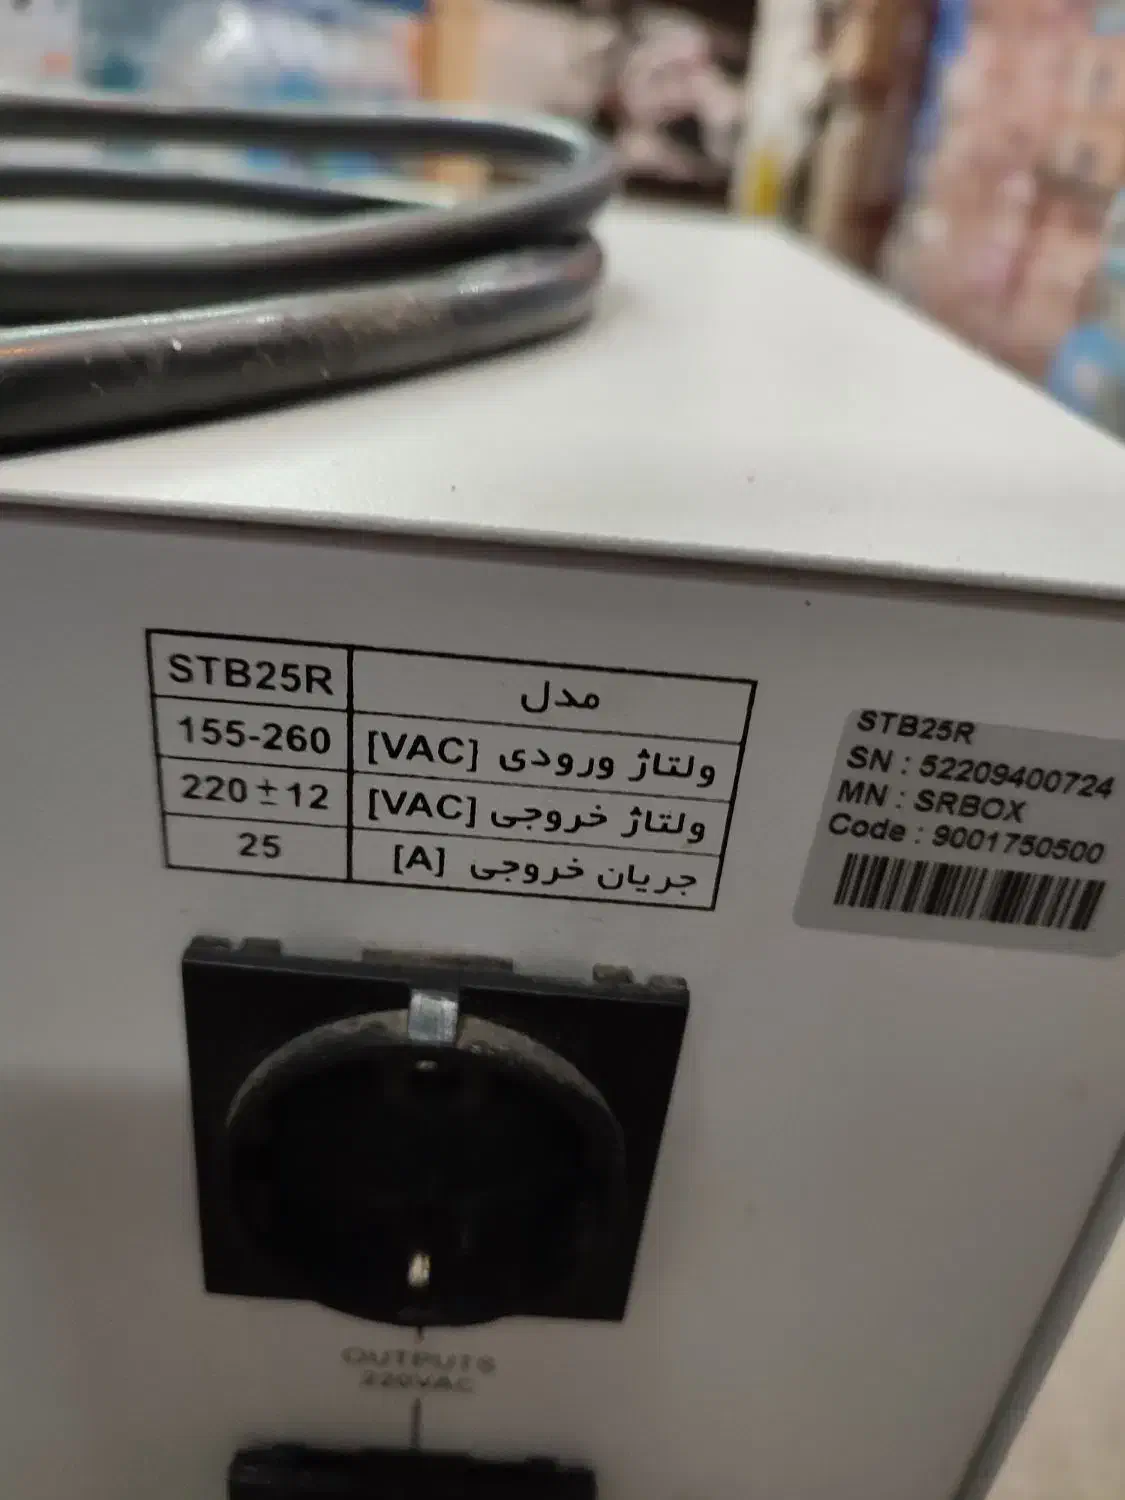 STB25R مدل
155-260 ولتاژ ورودی [VAC]
220±12 ولتاژ خروجی [VAC]
25 جریان خروجی [A]
STB25R
SN : 52209400724
MN : SRBOX
Code : 9001750500
OUTPUTS
220VAC